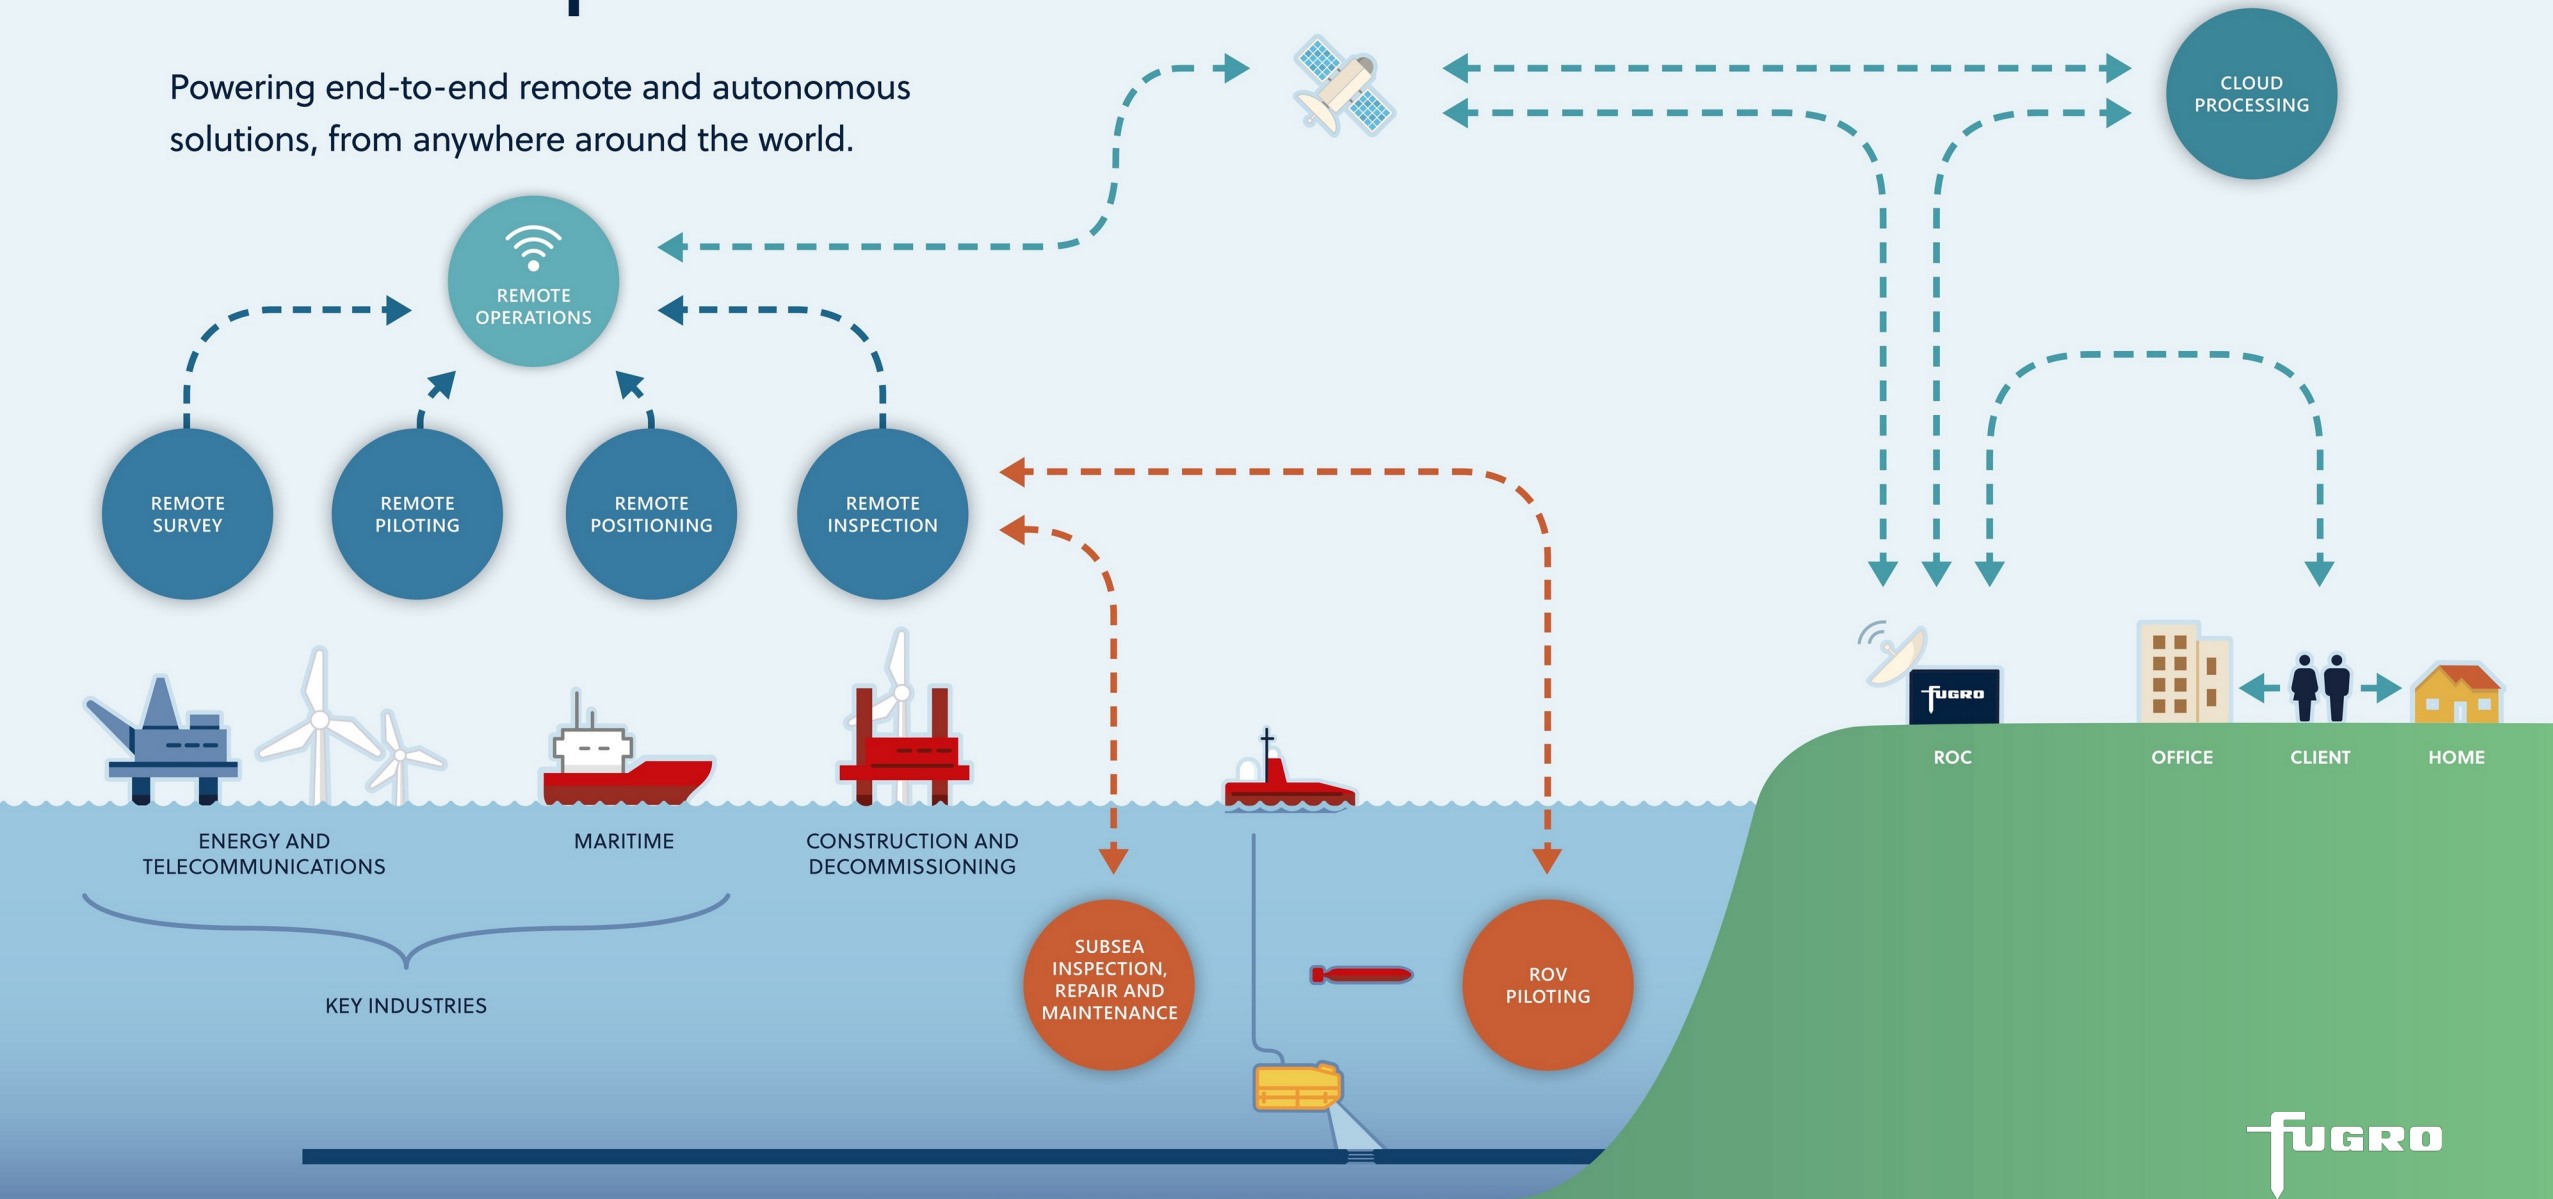 Powering end-to-end remote and autonomous
solutions, from anywhere around the world.
CLOUD
PROCESSING
REMOTE
OPERATIONS
REMOTE
SURVEY
REMOTE
PILOTING
REMOTE
POSITIONING
REMOTE
INSPECTION
FUGRO
ROC
OFFICE
CLIENT
HOME
ENERGY AND
TELECOMMUNICATIONS
MARITIME
CONSTRUCTION AND
DECOMMISSIONING
KEY INDUSTRIES
SUBSEA
INSPECTION,
REPAIR AND
MAINTENANCE
ROV
PILOTING
FUGRO